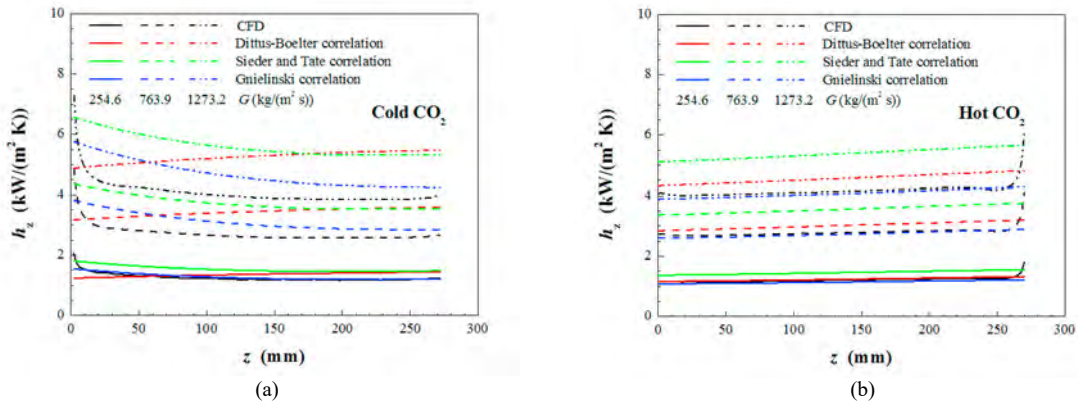 10
8
6
4
2
0
h_z (kW/(m² K))
CFD
Dittus-Boelter correlation
Sieder and Tate correlation
Gnielinski correlation
254.6 763.9 1273.2 G (kg/(m² s))
Cold CO₂
0 50 100 150 200 250 300
z (mm)
(a)
10
8
6
4
2
0
h_z (kW/(m² K))
CFD
Dittus-Boelter correlation
Sieder and Tate correlation
Gnielinski correlation
254.6 763.9 1273.2 G (kg/(m² s))
Hot CO₂
0 50 100 150 200 250 300
z (mm)
(b)